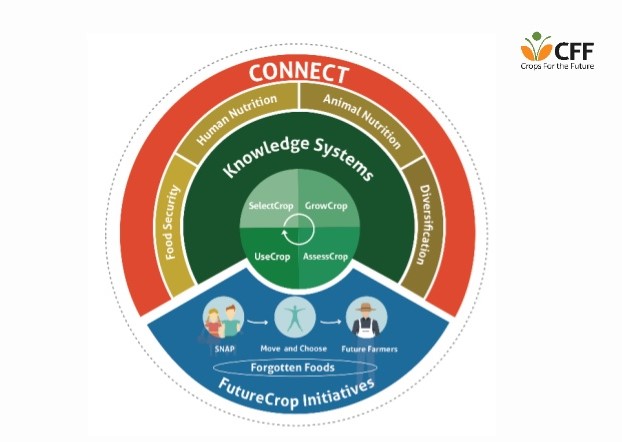 CFF
Crops For the Future
CONNECT
Human Nutrition
Animal Nutrition
Food Security
Diversification
Knowledge Systems
SelectCrop
GrowCrop
UseCrop
AssessCrop
SNAP
Move and Choose
Future Farmers
Forgotten Foods
FutureCrop Initiatives